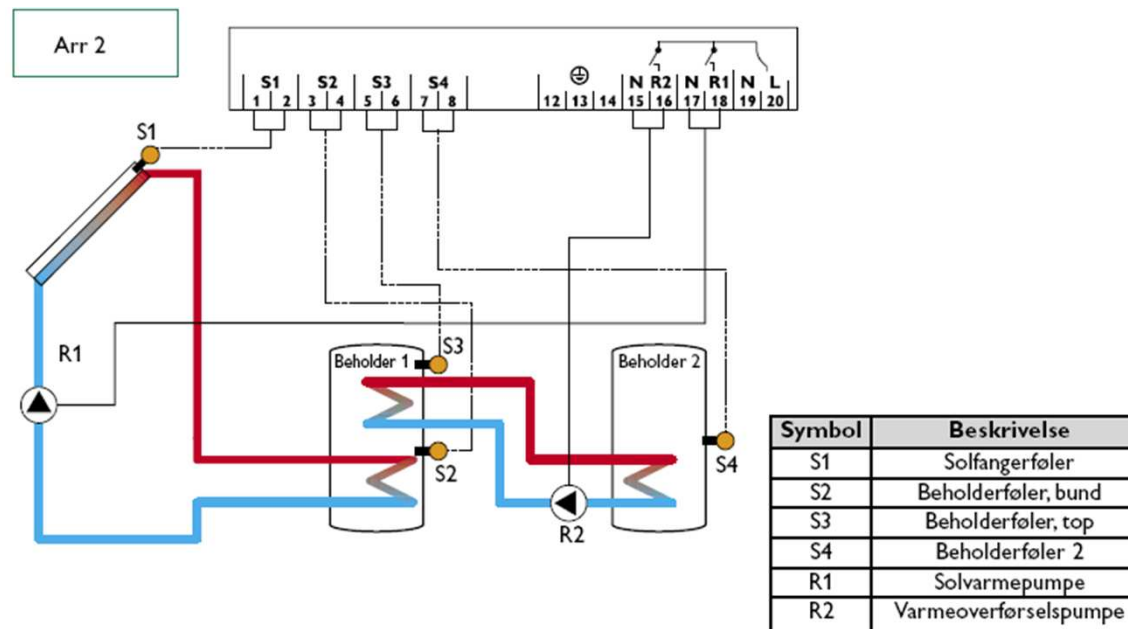 Arr 2
S1 S2 S3 S4 N R2 N R1 N L
1 2 3 4 5 6 7 8 12 13 14 15 16 17 18 19 20
S1
R1
Beholder 1
S3
Beholder 2
S2
S4
R2
Symbol Beskrivelse
S1 Solfangerføler
S2 Beholderføler, bund
S3 Beholderføler, top
S4 Beholderføler 2
R1 Solvarmepumpe
R2 Varmeoverførselspumpe